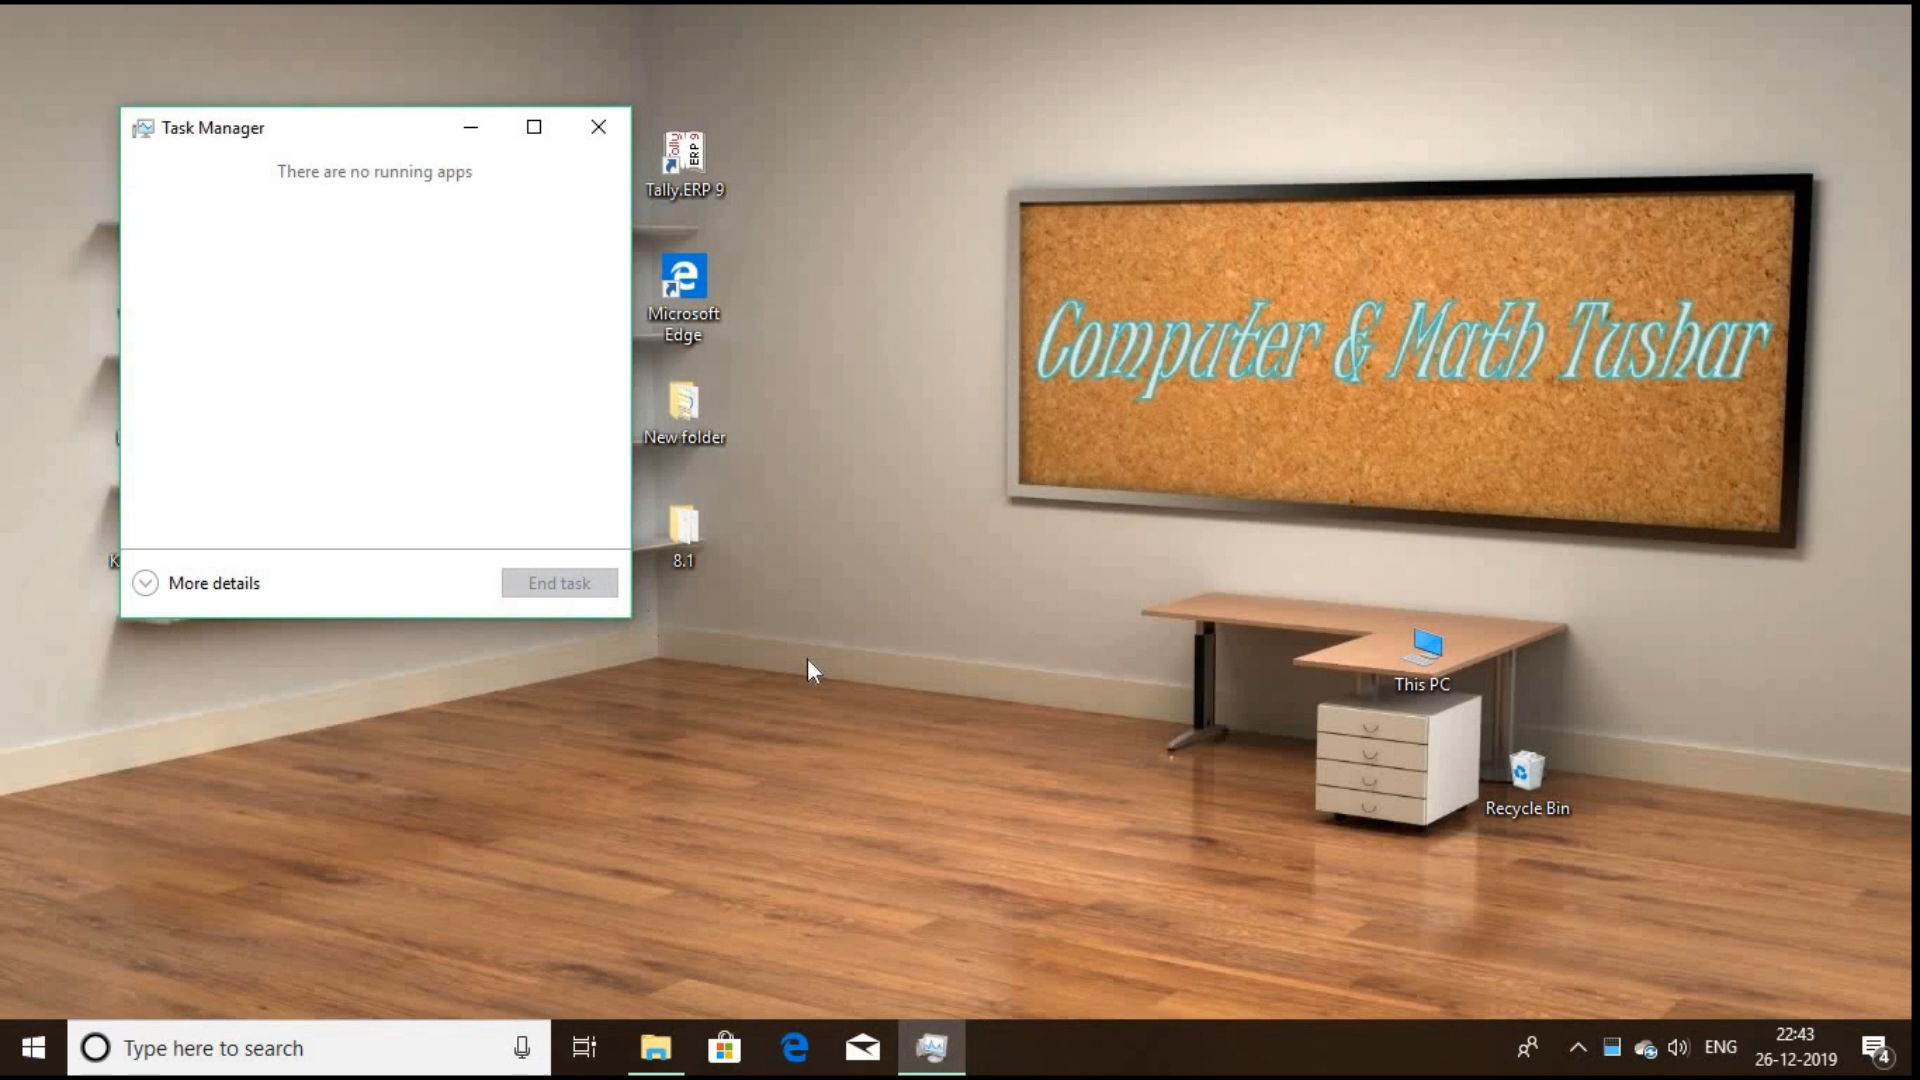 Task Manager
There are no running apps
More details
End task
Tally.ERP 9
Microsoft
Edge
New folder
8.1
Computer & Math Tushar
This PC
Recycle Bin
Type here to search
ENG
22:43
26-12-2019
4